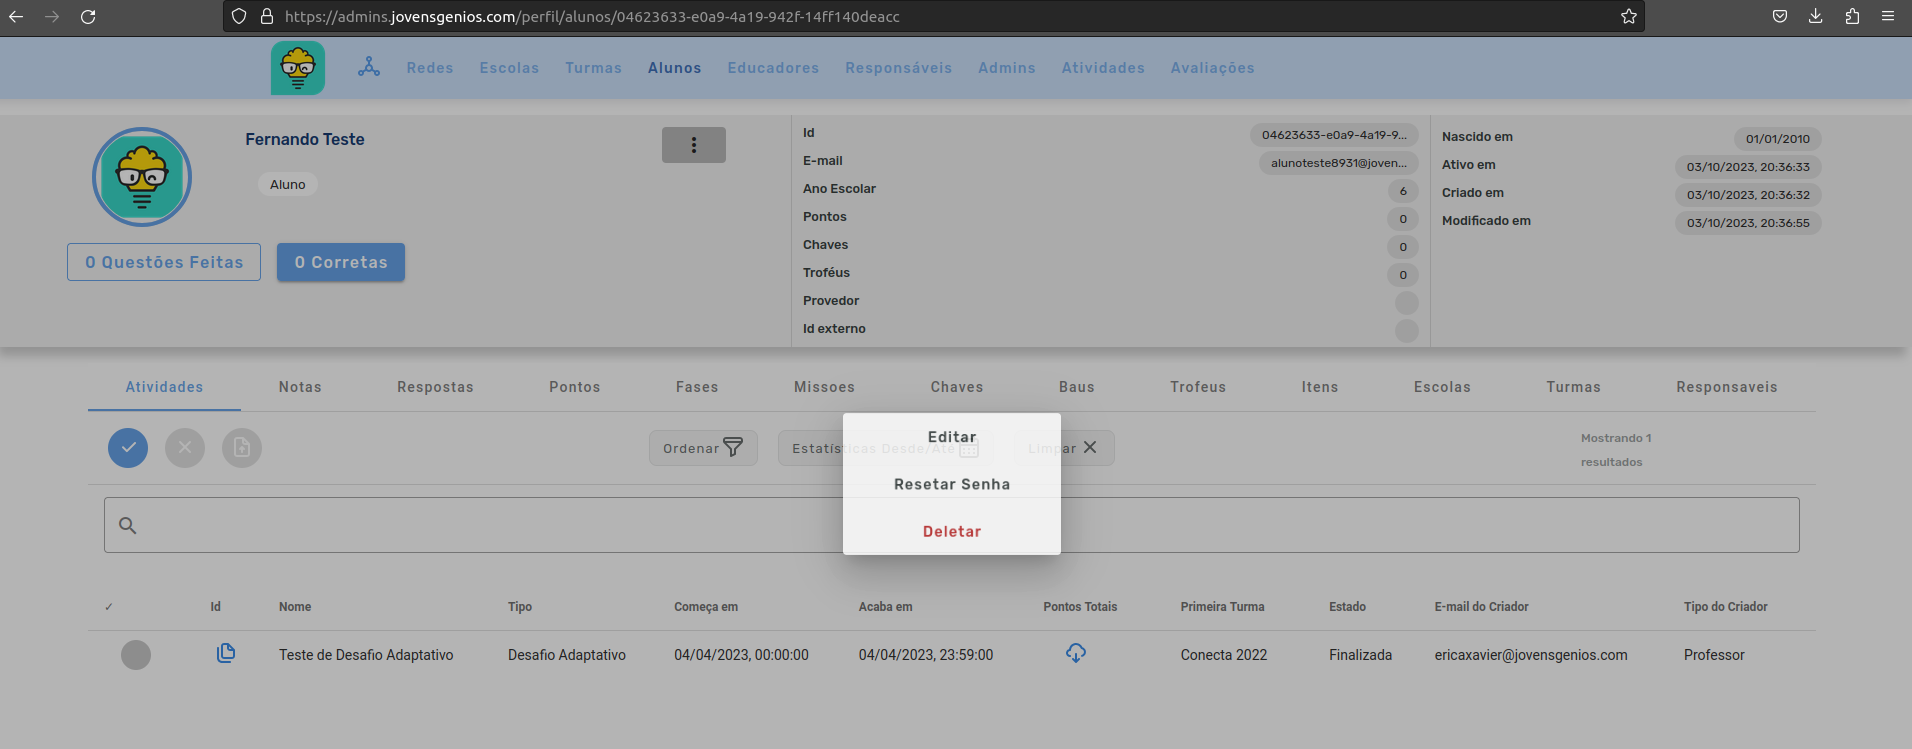 https://admins.jovensgenios.com/perfil/alunos/04623633-e0a9-4a19-942f-14ff140deacc
Redes Escolas Turmas Alunos Educadores Responsáveis Admins Atividades Avaliações
Fernando Teste
Aluno
0 Questões Feitas 0 Corretas
Id 04623633-e0a9-4a19-9...
E-mail alunoteste8931@joven...
Ano Escolar 6
Pontos 0
Chaves 0
Troféus 0
Provedor
Id externo
Nascido em 01/01/2010
Ativo em 03/10/2023, 20:36:33
Criado em 03/10/2023, 20:36:32
Modificado em 03/10/2023, 20:36:55
Atividades Notas Respostas Pontos Fases Missoes Chaves Baus Trofeus Itens Escolas Turmas Responsaveis
Ordenar Estatísticas Desde/Até Limpar
Mostrando 1
resultados
Editar
Resetar Senha
Deletar
✓ Id Nome Tipo Começa em Acaba em Pontos Totais Primeira Turma Estado E-mail do Criador Tipo do Criador
Teste de Desafio Adaptativo Desafio Adaptativo 04/04/2023, 00:00:00 04/04/2023, 23:59:00 Conecta 2022 Finalizada ericaxavier@jovensgenios.com Professor